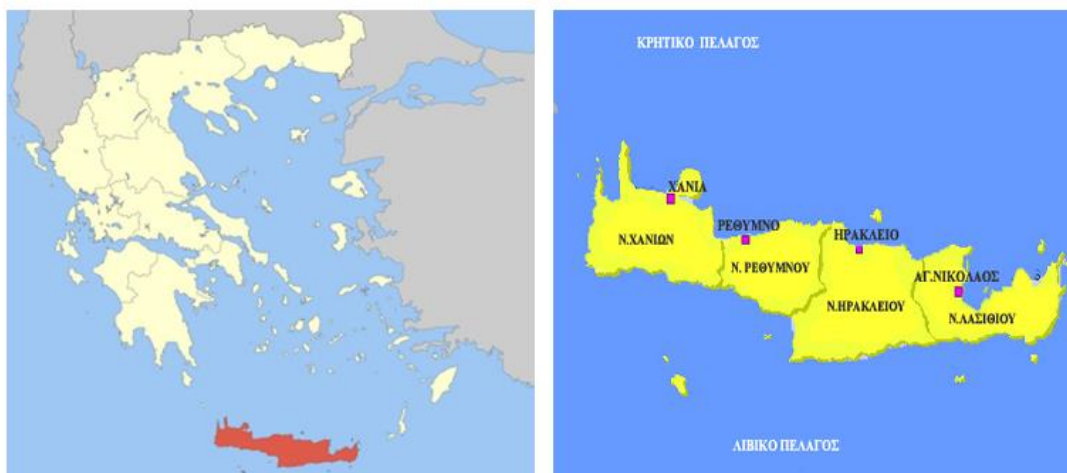 ΚΡΗΤΙΚΟ ΠΕΛΑΓΟΣ
ΧΑΝΙΑ
ΡΕΘΥΜΝΟ
ΗΡΑΚΛΕΙΟ
Ν.ΧΑΝΙΩΝ
Ν. ΡΕΘΥΜΝΟΥ
ΑΓ.ΝΙΚΟΛΑΟΣ
Ν.ΗΡΑΚΛΕΙΟΥ
Ν.ΛΑΣΙΘΙΟΥ
ΛΙΒΙΚΟ ΠΕΛΑΓΟΣ